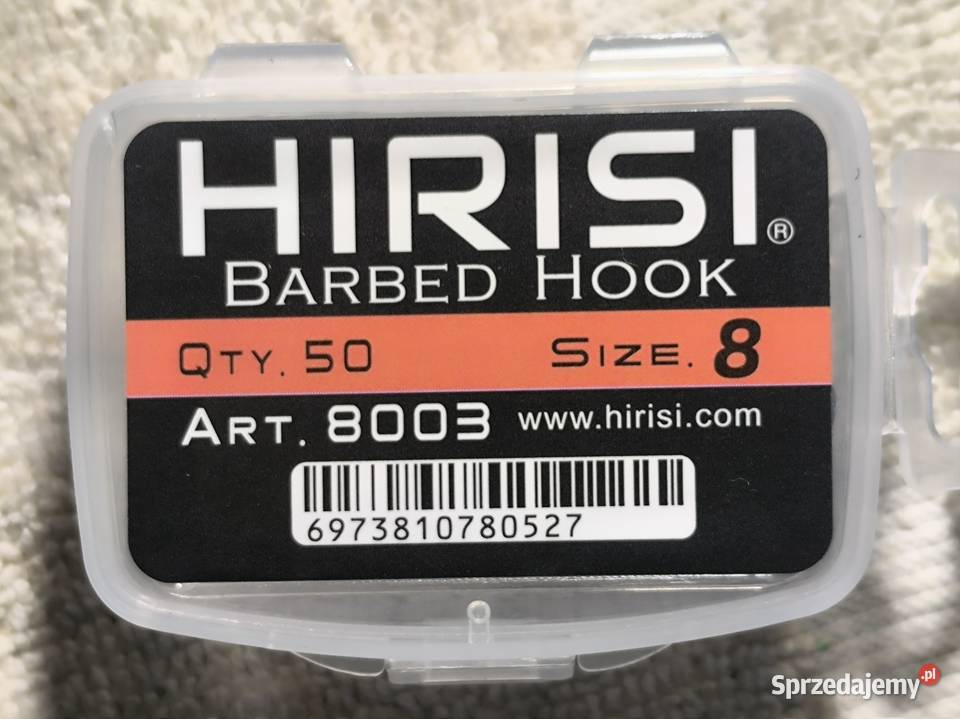 HIRISI®
BARBED HOOK
QTY. 50 SIZE. 8
ART. 8003 www.hirisi.com
6973810780527
Sprzedajemy.pl